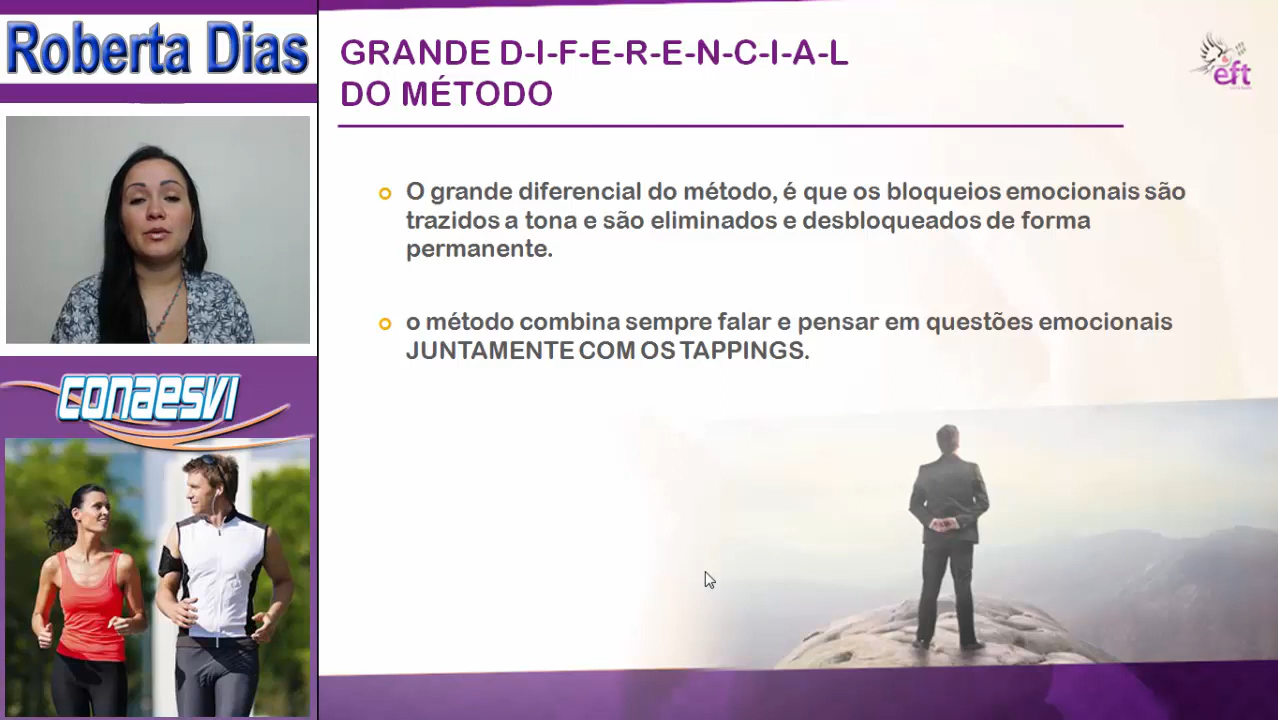 Roberta Dias
GRANDE D-I-F-E-R-E-N-C-I-A-L
DO MÉTODO
eft
O grande diferencial do método, é que os bloqueios emocionais são
trazidos a tona e são eliminados e desbloqueados de forma
permanente.
o método combina sempre falar e pensar em questões emocionais
JUNTAMENTE COM OS TAPPINGS.
CONAESVI